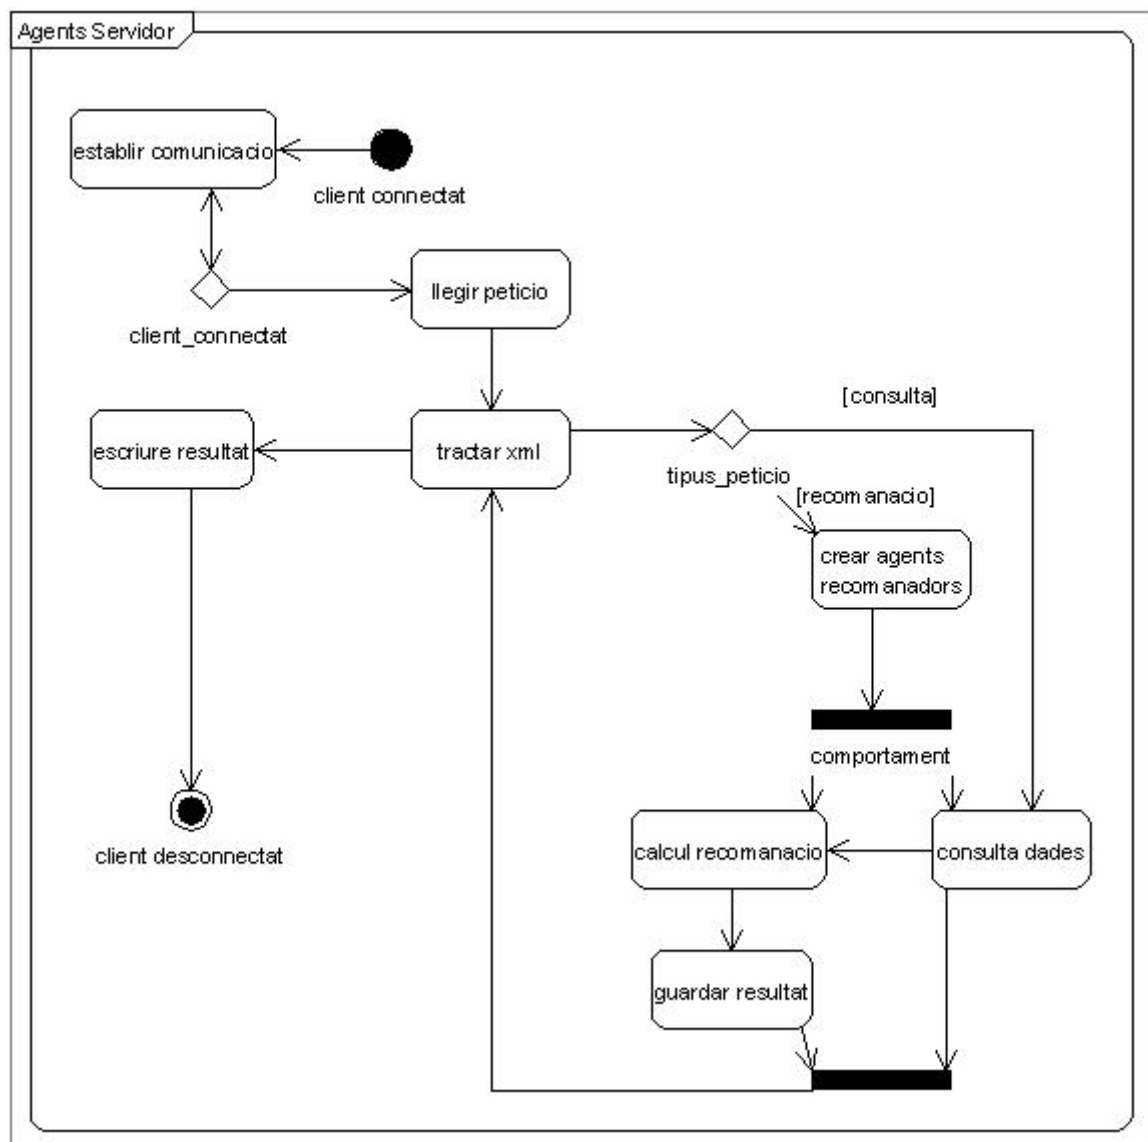 Agents Servidor
establir comunicacio
client connectat
llegir peticio
client_connectat
[consulta]
escriure resultat
tractar xml
tipus_peticio
[recomanacio]
crear agents
recomanadors
comportament
client desconnectat
calcul recomanacio
consulta dades
guardar resultat